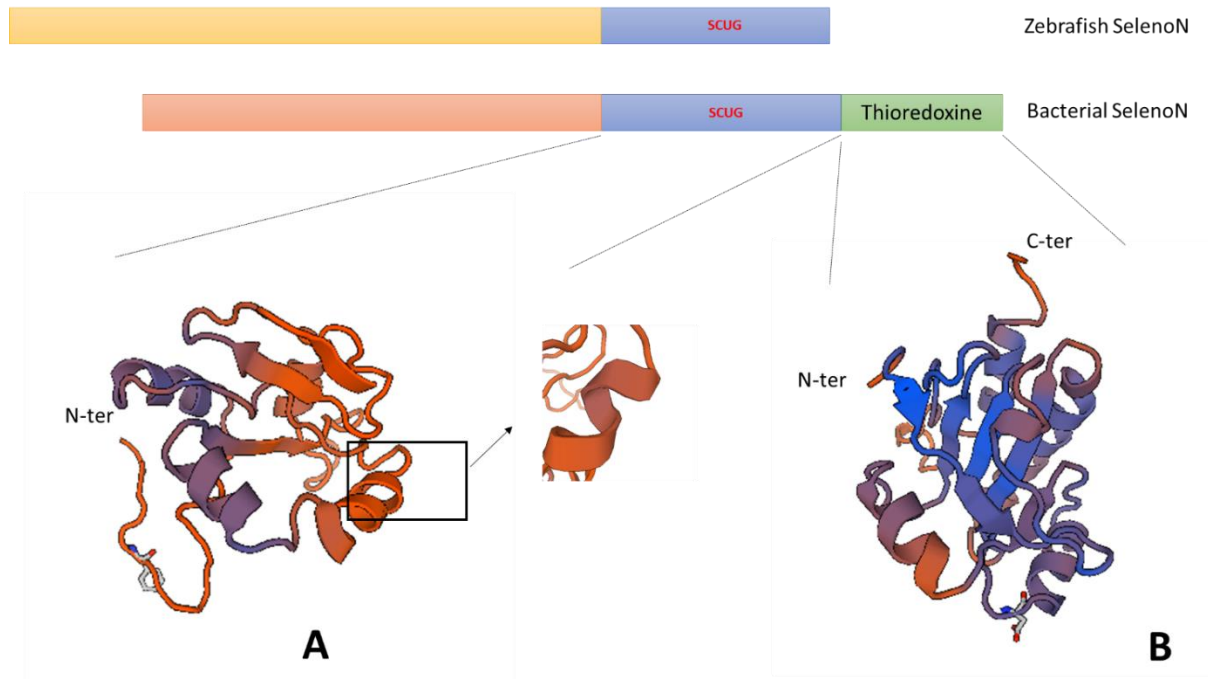 SCUG Zebrafish SelenoN
SCUG Thioredoxine Bacterial SelenoN
C-ter
N-ter
N-ter
A
B